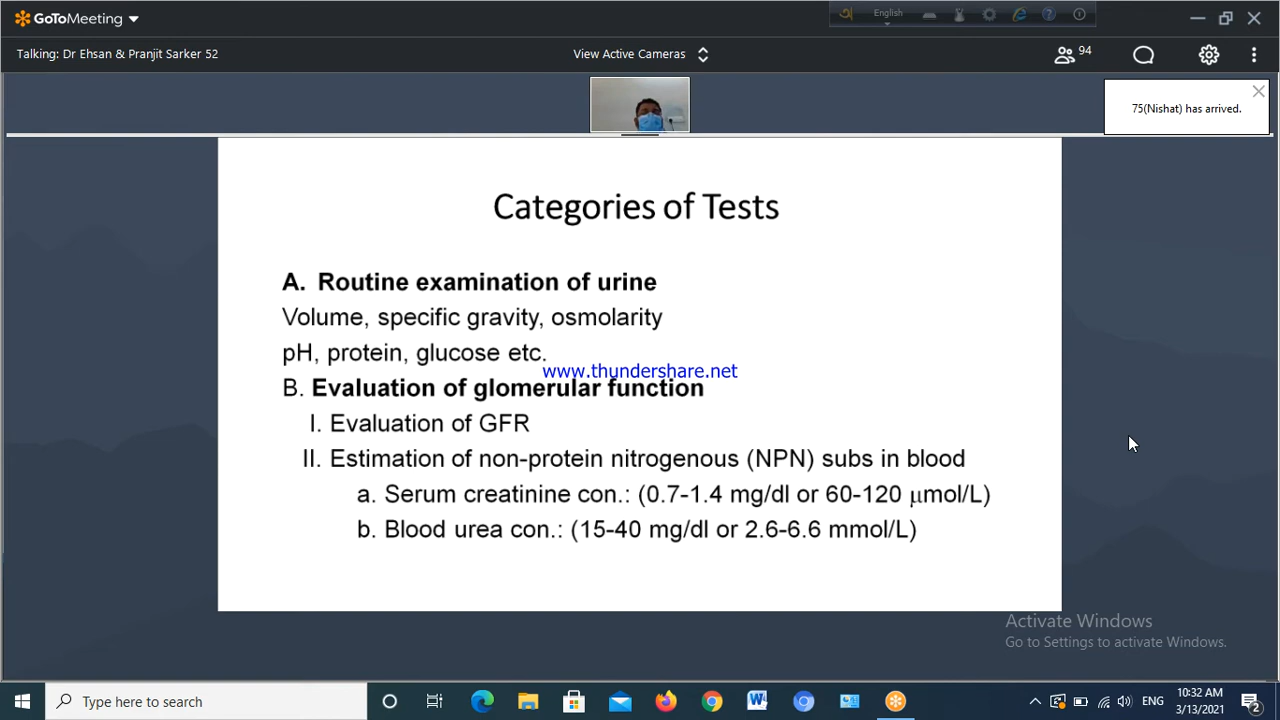 GoToMeeting
English
Talking: Dr Ehsan & Pranjit Sarker 52
View Active Cameras
94
75(Nishat) has arrived.
Categories of Tests
A. Routine examination of urine
Volume, specific gravity, osmolarity
pH, protein, glucose etc.
www.thundershare.net
B. Evaluation of glomerular function
I. Evaluation of GFR
II. Estimation of non-protein nitrogenous (NPN) subs in blood
a. Serum creatinine con.: (0.7-1.4 mg/dl or 60-120 μmol/L)
b. Blood urea con.: (15-40 mg/dl or 2.6-6.6 mmol/L)
Activate Windows
Go to Settings to activate Windows.
Type here to search
ENG
10:32 AM
3/13/2021
2